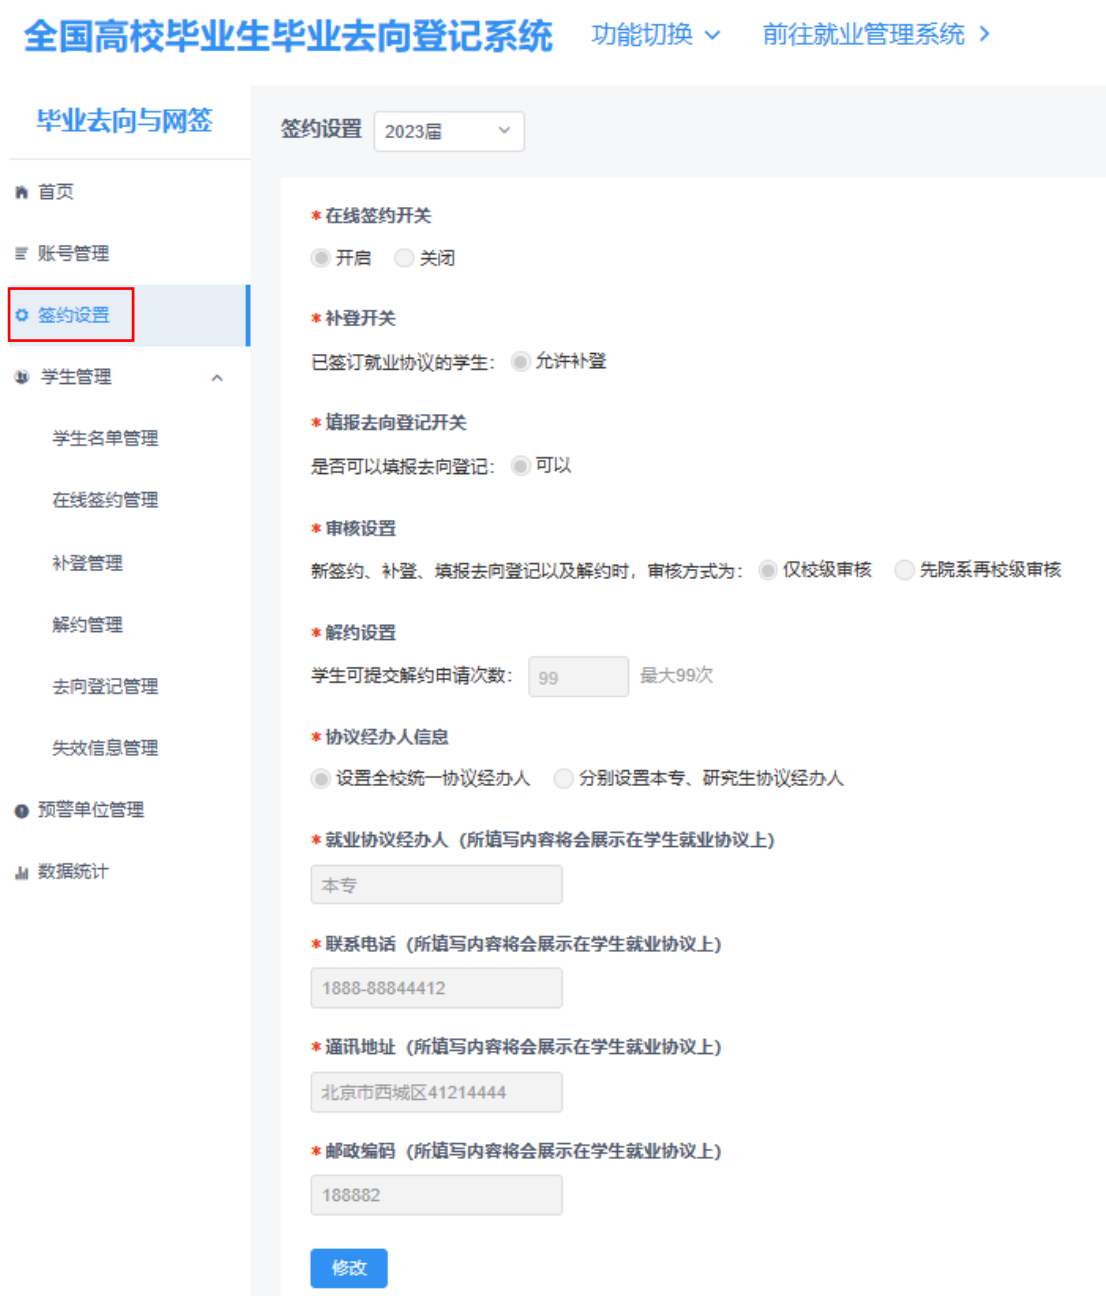 全国高校毕业生毕业去向登记系统 功能切换 前往就业管理系统
毕业去向与网签
首页
账号管理
签约设置
学生管理
学生名单管理
在线签约管理
补登管理
解约管理
去向登记管理
失效信息管理
预警单位管理
数据统计
签约设置 2023届
* 在线签约开关
开启 关闭
* 补登开关
已签订就业协议的学生： 允许补登
* 填报去向登记开关
是否可以填报去向登记： 可以
* 审核设置
新签约、补登、填报去向登记以及解约时，审核方式为： 仅校级审核 先院系再校级审核
* 解约设置
学生可提交解约申请次数： 99 最大99次
* 协议经办人信息
设置全校统一协议经办人 分别设置本专、研究生协议经办人
* 就业协议经办人（所填写内容将会展示在学生就业协议上）
本专
* 联系电话（所填写内容将会展示在学生就业协议上）
1888-88844412
* 通讯地址（所填写内容将会展示在学生就业协议上）
北京市西城区41214444
* 邮政编码（所填写内容将会展示在学生就业协议上）
188882
修改